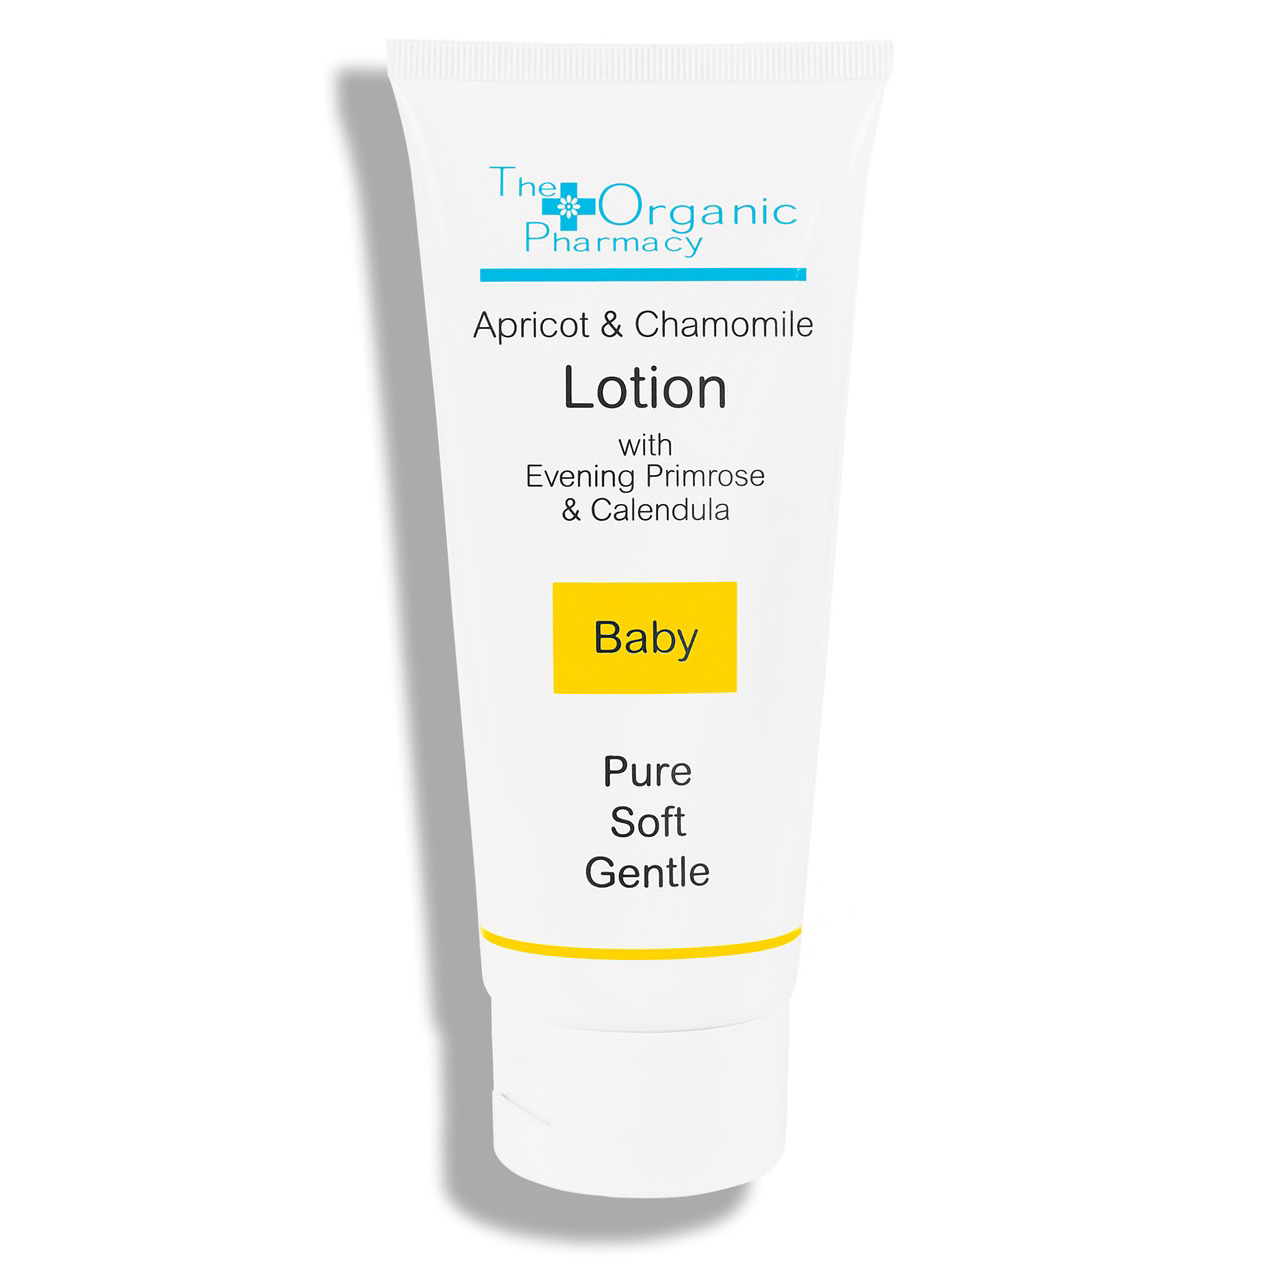 The Organic
Pharmacy
Apricot & Chamomile
Lotion
with
Evening Primrose
& Calendula
Baby
Pure
Soft
Gentle